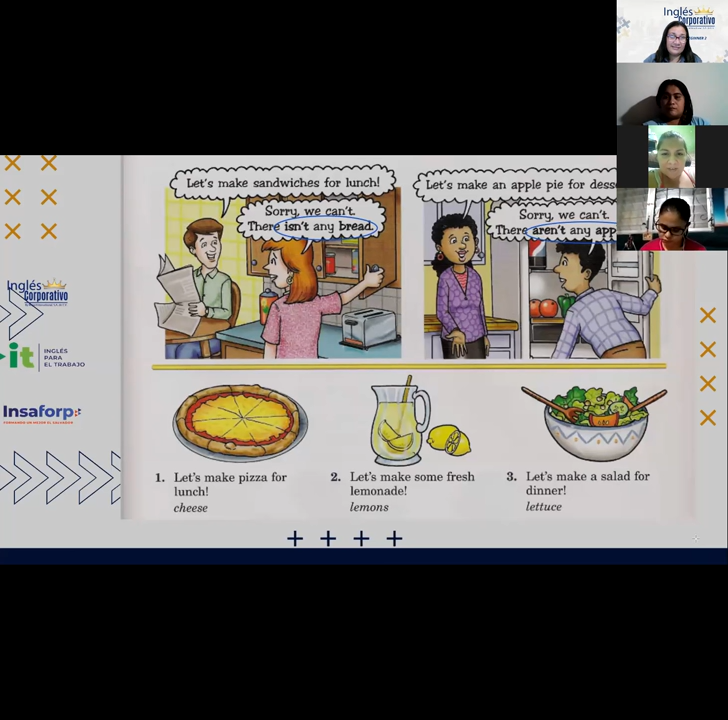 Inglés
Corporativo
Let's make sandwiches for lunch!
Sorry, we can't.
There isn't any bread.
Let's make an apple pie for
Sorry, we can't.
There aren't any
Inglés
Corporativo
it
INGLÉS
PARA
EL TRABAJO
Insaforp
1. Let's make pizza for
lunch!
cheese
2. Let's make some fresh
lemonade!
lemons
3. Let's make a salad for
dinner!
lettuce